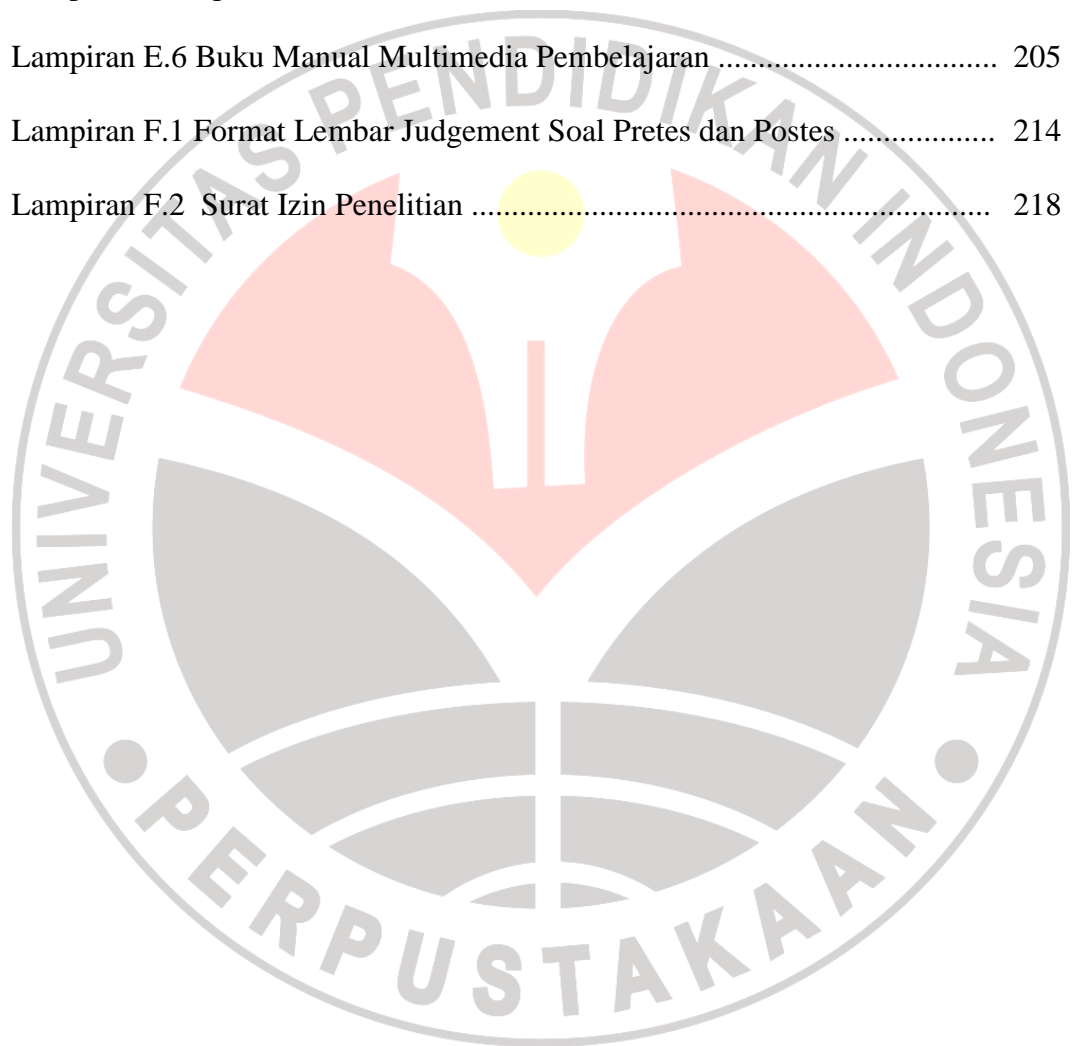 Lampiran E.6 Buku Manual Multimedia Pembelajaran ................................... 205
Lampiran F.1 Format Lembar Judgement Soal Pretes dan Postes ................... 214
Lampiran F.2 Surat Izin Penelitian ................................................................. 218
UNIVERSITAS PENDIDIKAN INDONESIA
PERPUSTAKAAN